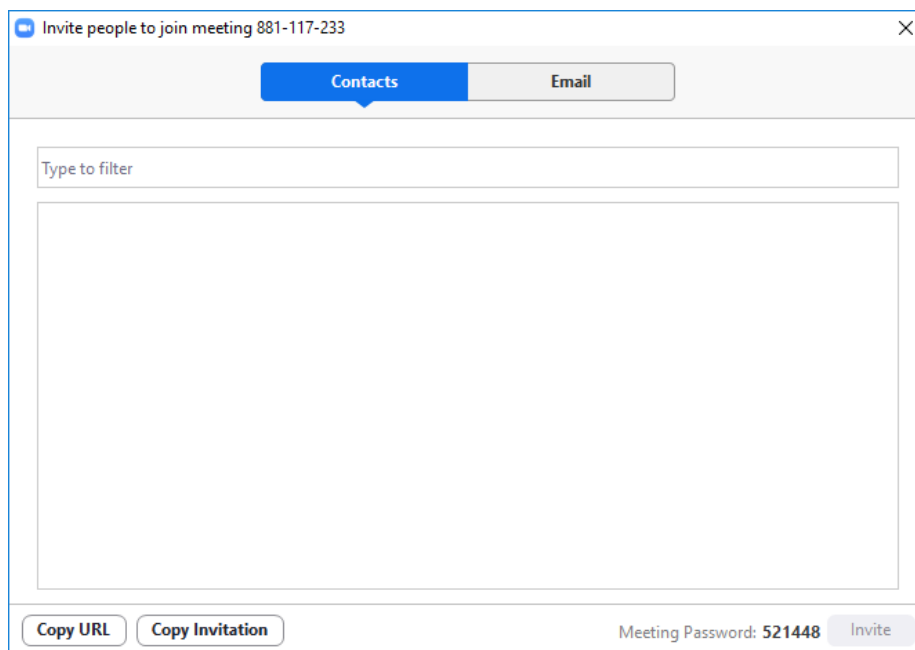 Invite people to join meeting 881-117-233
Contacts Email
Type to filter
Copy URL Copy Invitation Meeting Password: 521448 Invite